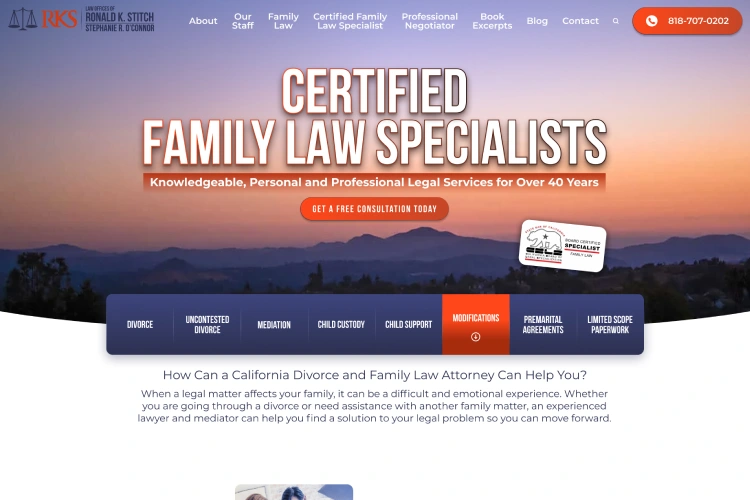 LAW OFFICES OF
RKS RONALD K. STITCH
STEPHANIE R. O'CONNOR
About
Our
Staff
Family
Law
Certified Family
Law Specialist
Professional
Negotiator
Book
Excerpts
Blog
Contact
818-707-0202
CERTIFIED
FAMILY LAW SPECIALISTS
Knowledgeable, Personal and Professional Legal Services for Over 40 Years
GET A FREE CONSULTATION TODAY
BOARD CERTIFIED
SPECIALIST
FAMILY LAW
DIVORCE
UNCONTESTED
DIVORCE
MEDIATION
CHILD CUSTODY
CHILD SUPPORT
MODIFICATIONS
PREMARITAL
AGREEMENTS
LIMITED SCOPE
PAPERWORK
How Can a California Divorce and Family Law Attorney Can Help You?
When a legal matter affects your family, it can be a difficult and emotional experience. Whether
you are going through a divorce or need assistance with another family matter, an experienced
lawyer and mediator can help you find a solution to your legal problem so you can move forward.